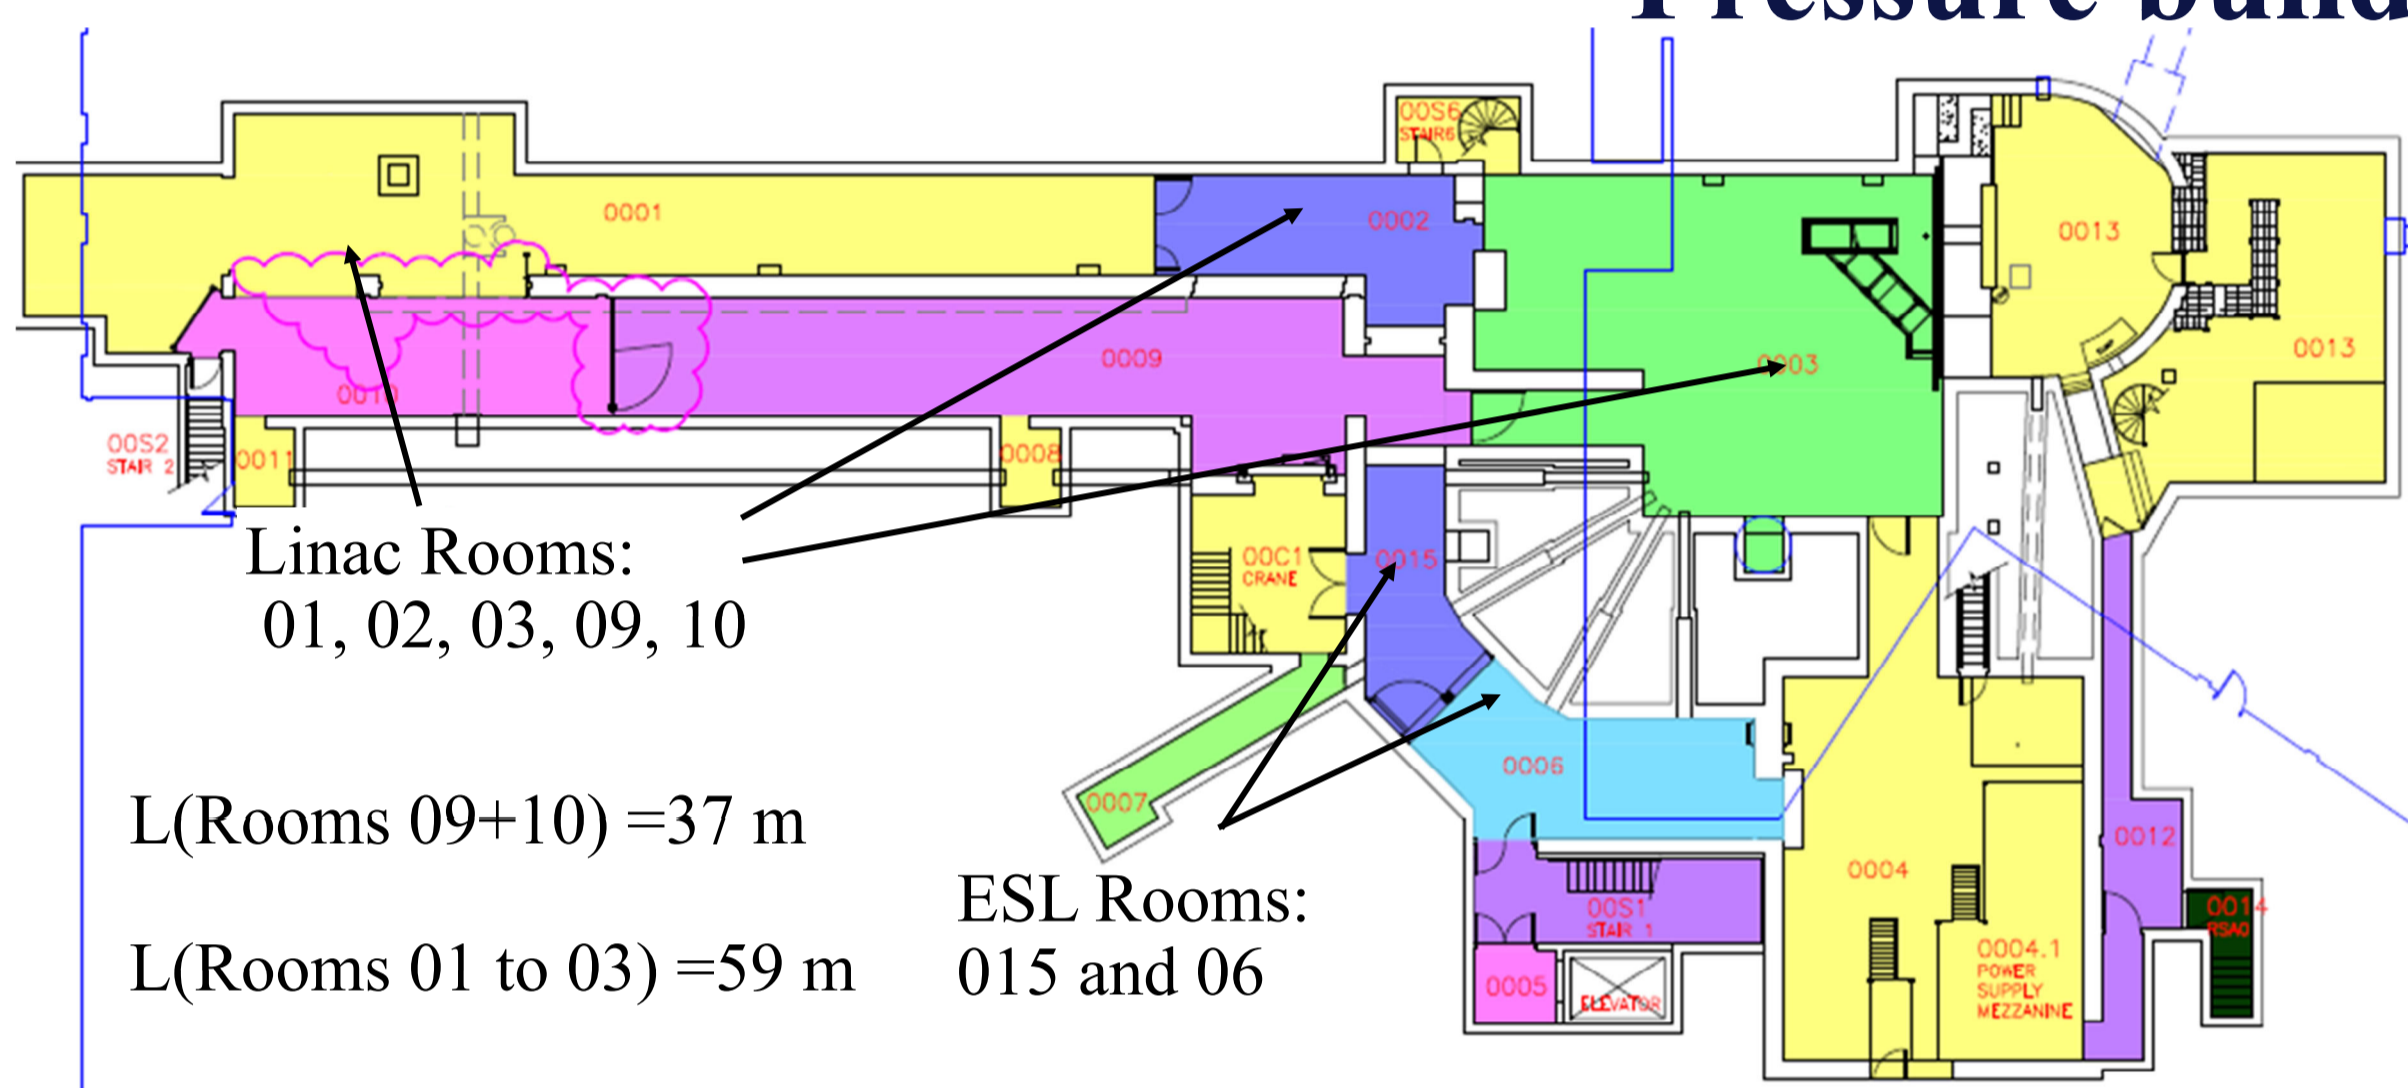 00S6
STAIR6
0001
0002
0013
0003
0013
0009
0010
00S2
STAIR 2
0011
0008
00C1
CRANE
0015
Linac Rooms:
01, 02, 03, 09, 10
0006
0007
L(Rooms 09+10) =37 m
0012
0004
ESL Rooms:
015 and 06
00S1
STAIR 1
0014
RSAO
0004.1
POWER
SUPPLY
MEZZANINE
L(Rooms 01 to 03) =59 m
0005
ELEVATOR